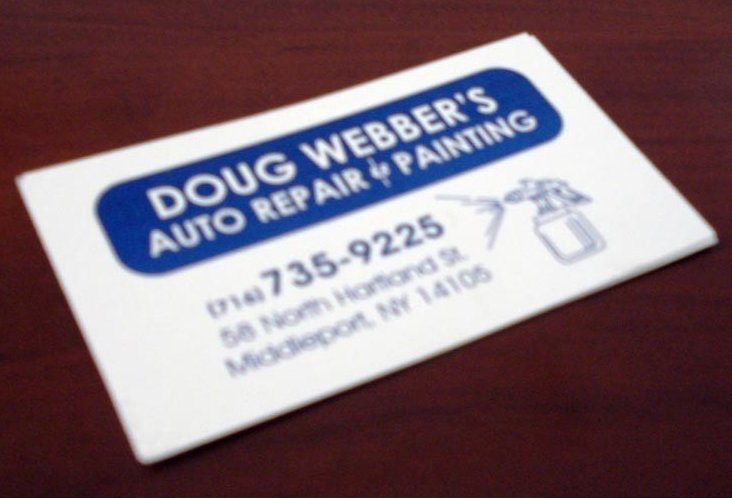 DOUG WEBBER'S
AUTO REPAIR & PAINTING
(716) 735-9225
58 North Hartland St.
Middleport, NY 14105